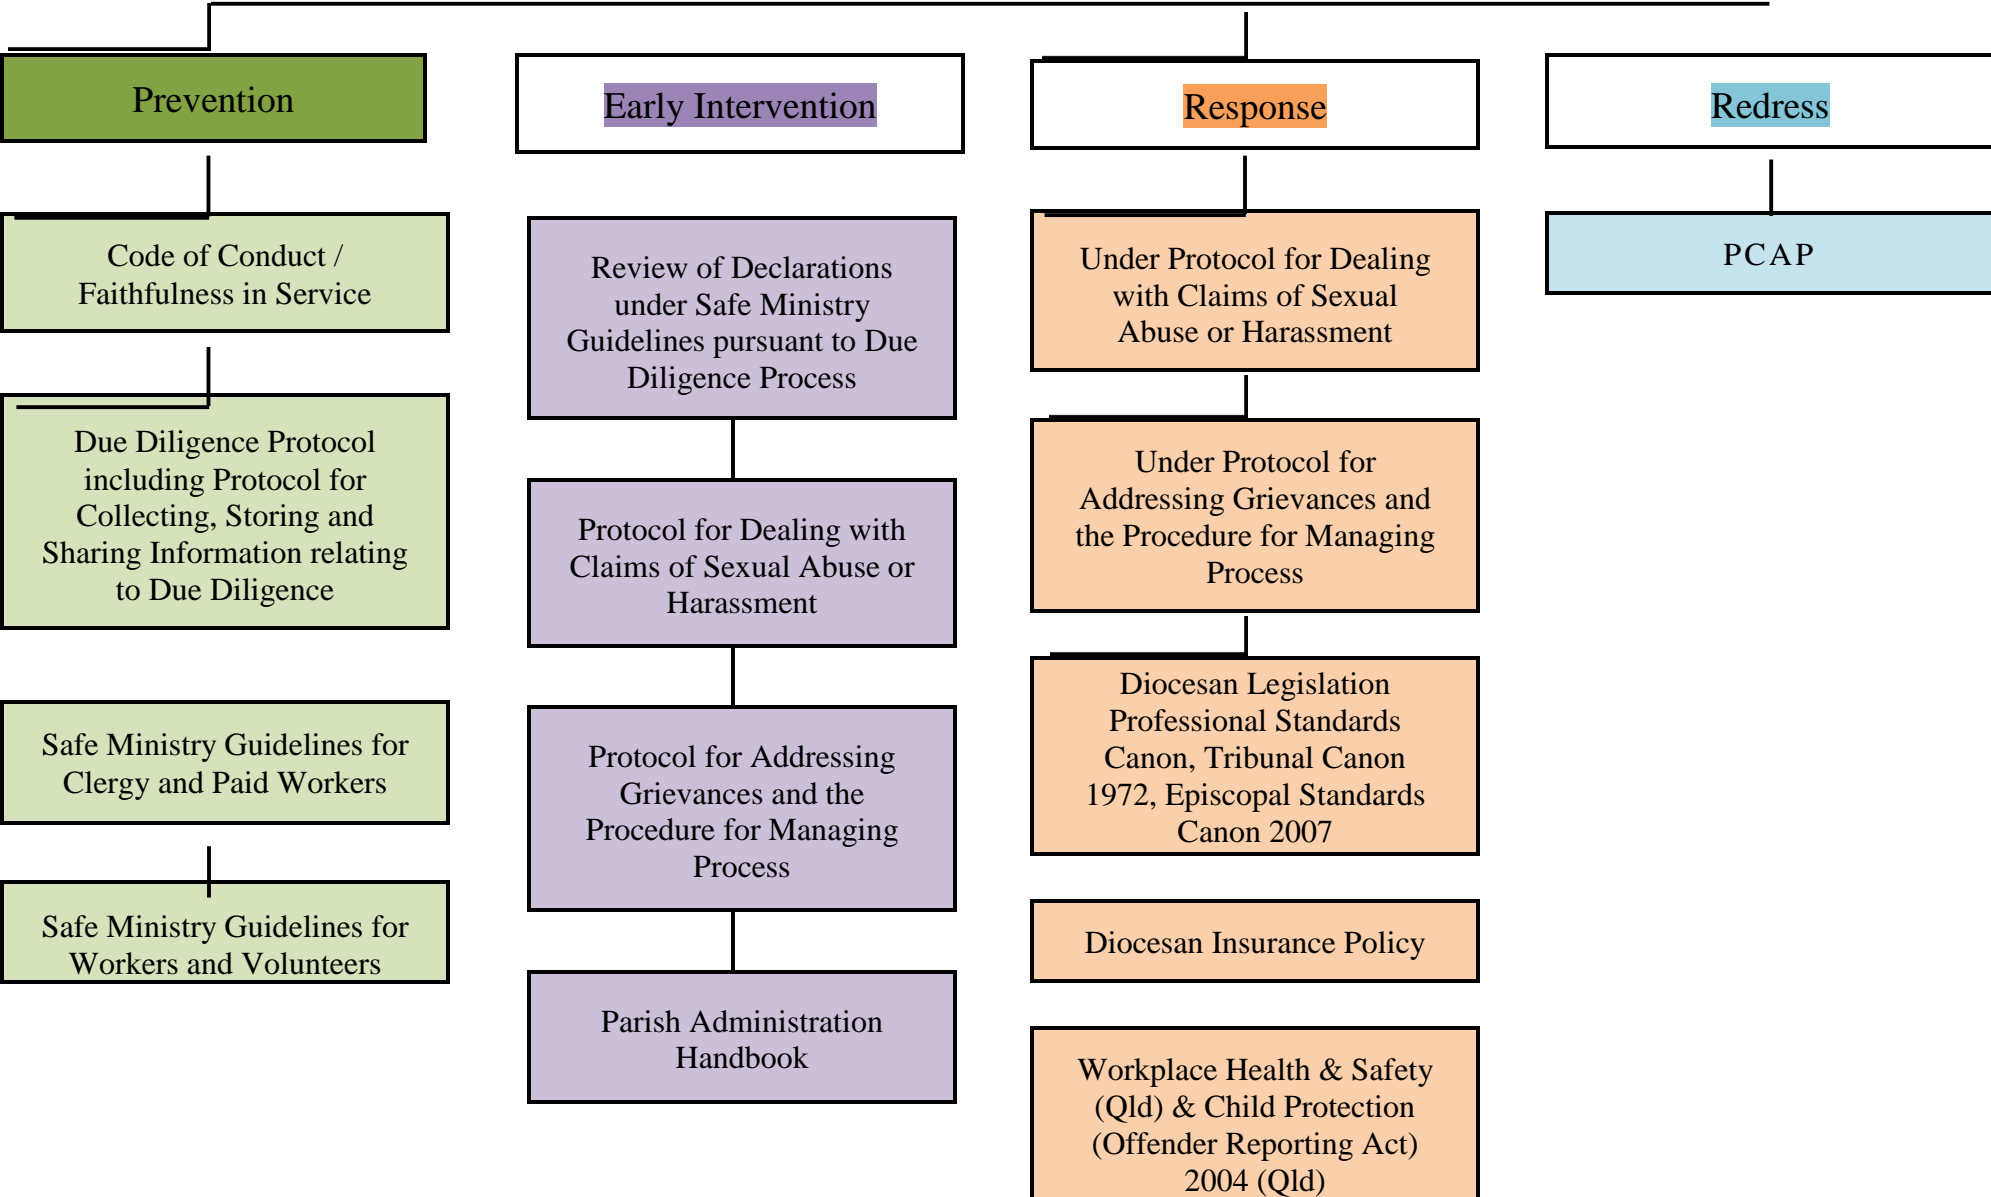 Prevention
Early Intervention
Response
Redress
Code of Conduct /
Faithfulness in Service
Due Diligence Protocol
including Protocol for
Collecting, Storing and
Sharing Information relating
to Due Diligence
Safe Ministry Guidelines for
Clergy and Paid Workers
Safe Ministry Guidelines for
Workers and Volunteers
Review of Declarations
under Safe Ministry
Guidelines pursuant to Due
Diligence Process
Protocol for Dealing with
Claims of Sexual Abuse or
Harassment
Protocol for Addressing
Grievances and the
Procedure for Managing
Process
Parish Administration
Handbook
Under Protocol for Dealing
with Claims of Sexual
Abuse or Harassment
Under Protocol for
Addressing Grievances and
the Procedure for Managing
Process
Diocesan Legislation
Professional Standards
Canon, Tribunal Canon
1972, Episcopal Standards
Canon 2007
Diocesan Insurance Policy
Workplace Health & Safety
(Qld) & Child Protection
(Offender Reporting Act)
2004 (Qld)
PCAP